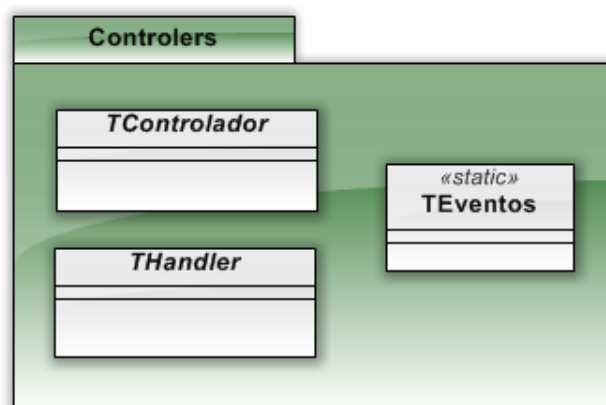 Controlers
TControlador
«static»
TEventos
THandler